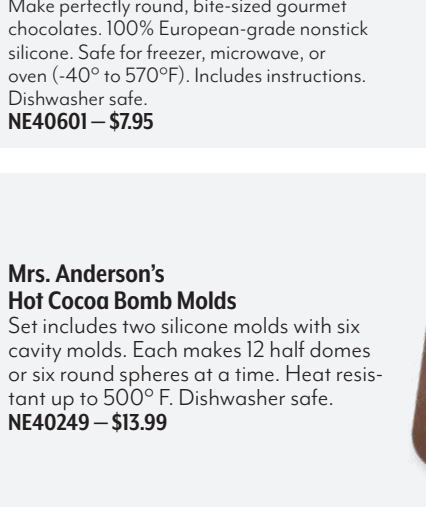 Make perfectly round, bite-sized gourmet
chocolates. 100% European-grade nonstick
silicone. Safe for freezer, microwave, or
oven (-40° to 570°F). Includes instructions.
Dishwasher safe.
NE40601 — $7.95
Mrs. Anderson’s
Hot Cocoa Bomb Molds
Set includes two silicone molds with six
cavity molds. Each makes 12 half domes
or six round spheres at a time. Heat resis-
tant up to 500° F. Dishwasher safe.
NE40249 — $13.99